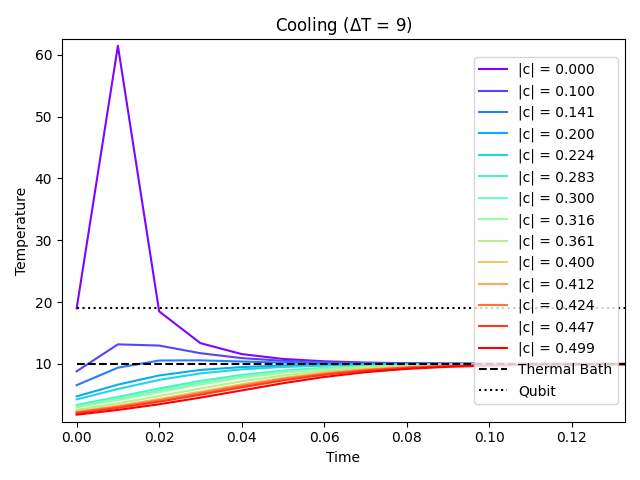 Cooling (ΔT = 9)
Temperature
60
50
40
30
20
10
0.00
0.02
0.04
0.06
0.08
0.10
0.12
Time
|c| = 0.000
|c| = 0.100
|c| = 0.141
|c| = 0.200
|c| = 0.224
|c| = 0.283
|c| = 0.300
|c| = 0.316
|c| = 0.361
|c| = 0.400
|c| = 0.412
|c| = 0.424
|c| = 0.447
|c| = 0.499
Thermal Bath
Qubit